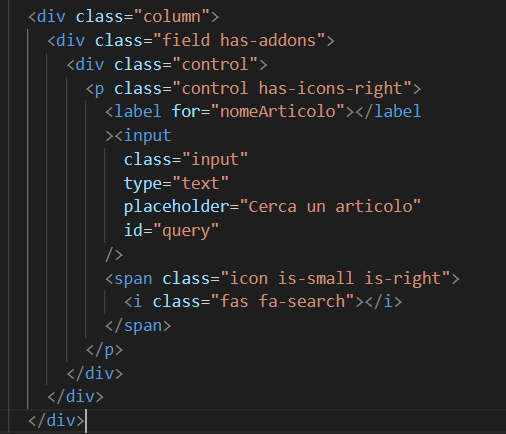 <div class="column">
<div class="field has-addons">
<div class="control">
<p class="control has-icons-right">
<label for="nomeArticolo"></label
><input
class="input"
type="text"
placeholder="Cerca un articolo"
id="query"
/>
<span class="icon is-small is-right">
<i class="fas fa-search"></i>
</span>
</p>
</div>
</div>
</div>